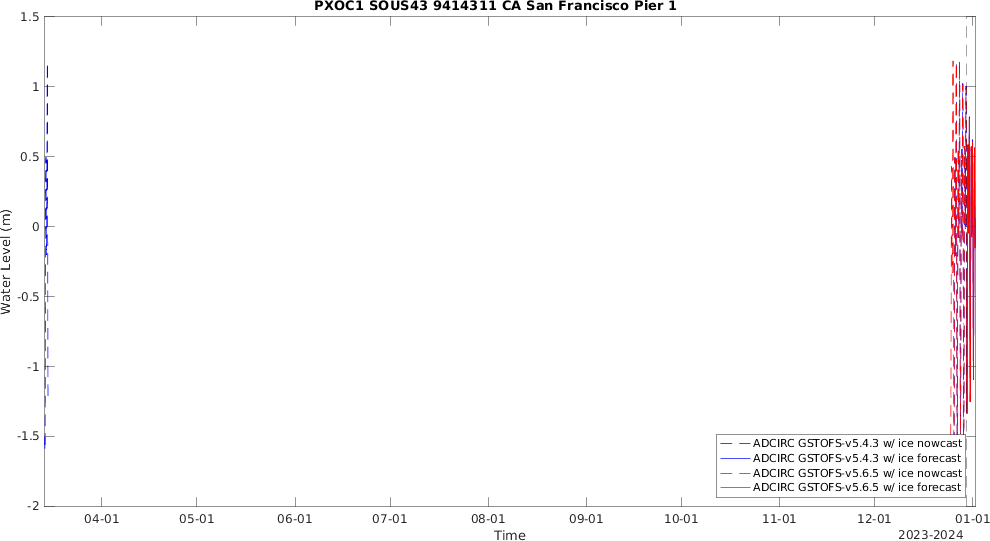 PXOC1 SOUS43 9414311 CA San Francisco Pier 1
1.5
1
0.5
0
-0.5
-1
-1.5
-2
Water Level (m)
ADCIRC GSTOFS-v5.4.3 w/ ice nowcast
ADCIRC GSTOFS-v5.4.3 w/ ice forecast
ADCIRC GSTOFS-v5.6.5 w/ ice nowcast
ADCIRC GSTOFS-v5.6.5 w/ ice forecast
04-01 05-01 06-01 07-01 08-01 09-01 10-01 11-01 12-01 01-01
Time
2023-2024